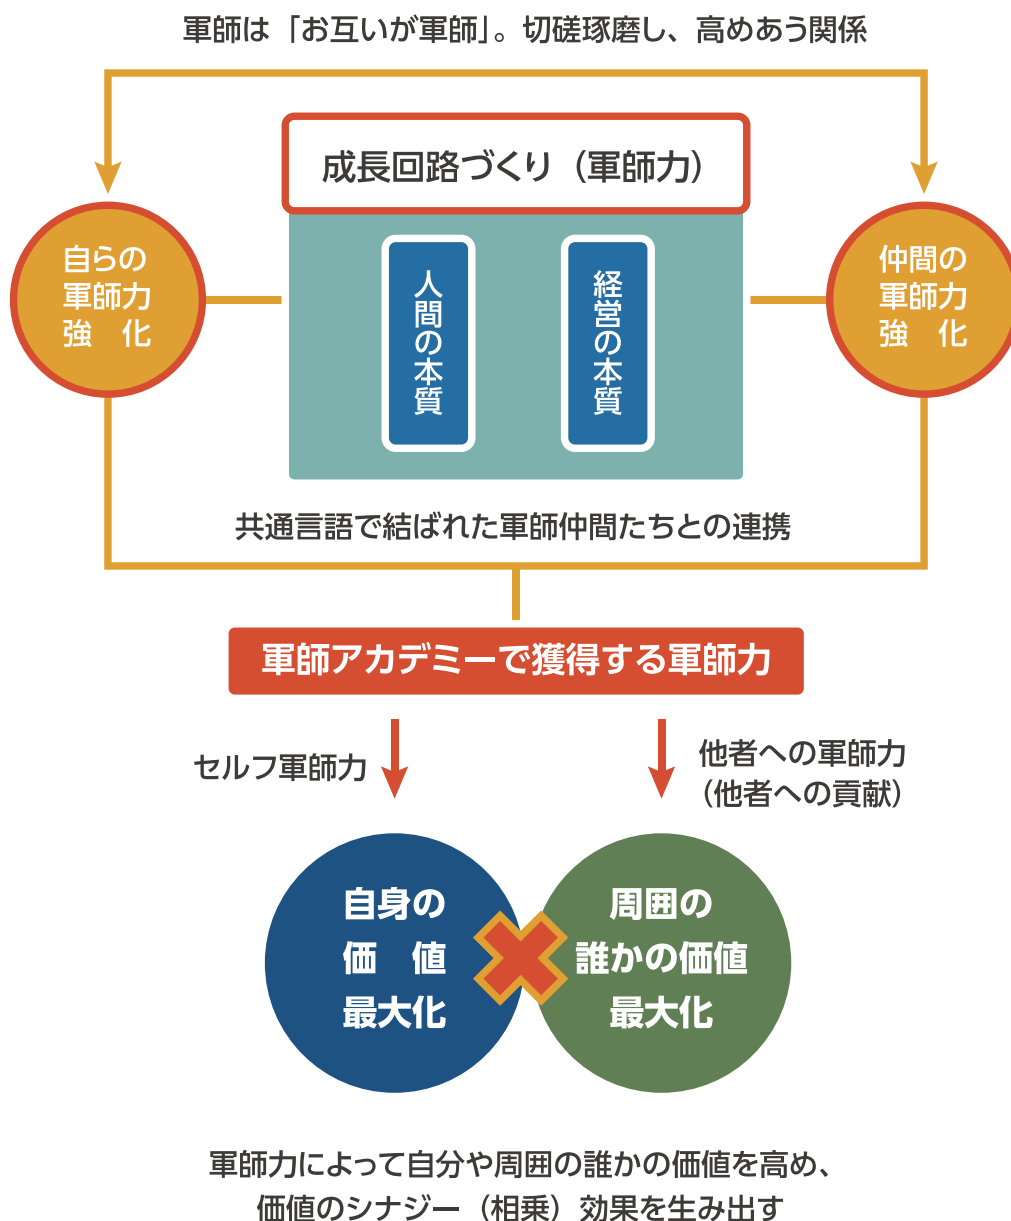 軍師は「お互いが軍師」。切磋琢磨し、高めあう関係
成長回路づくり（軍師力）
自らの
軍師力
強　化
人間の本質
経営の本質
仲間の
軍師力
強　化
共通言語で結ばれた軍師仲間たちとの連携
軍師アカデミーで獲得する軍師力
セルフ軍師力
他者への軍師力
（他者への貢献）
自身の
価　値
最大化
周囲の
誰かの価値
最大化
軍師力によって自分や周囲の誰かの価値を高め、
価値のシナジー（相乗）効果を生み出す